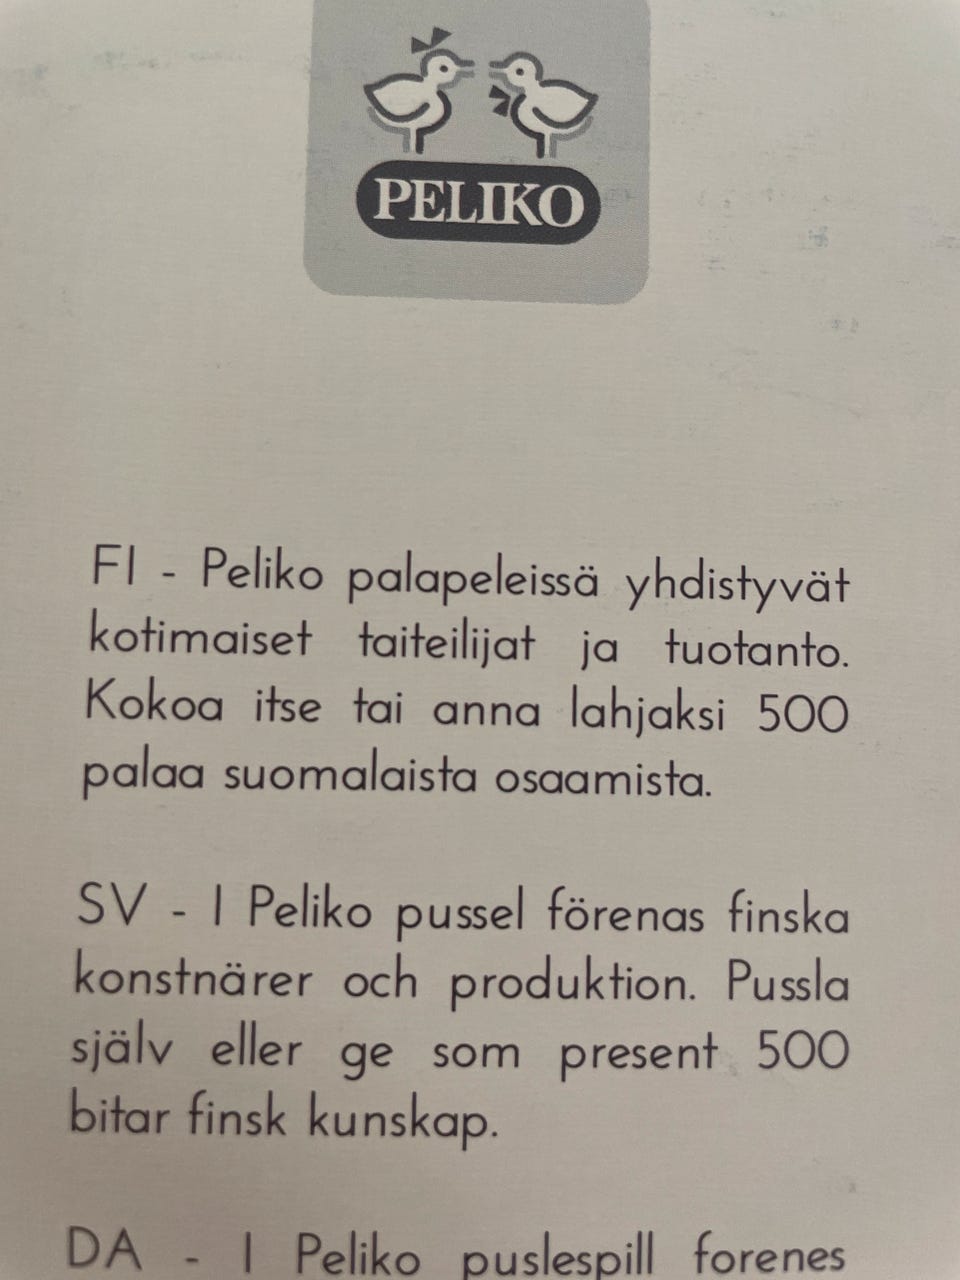 PELIKO
FI - Peliko palapeleissä yhdistyvät
kotimaiset taiteilijat ja tuotanto.
Kokoa itse tai anna lahjaksi 500
palaa suomalaista osaamista.
SV - I Peliko pussel förenas finska
konstnärer och produktion. Pussla
själv eller ge som present 500
bitar finsk kunskap.
DA - I Peliko puslespill forenes